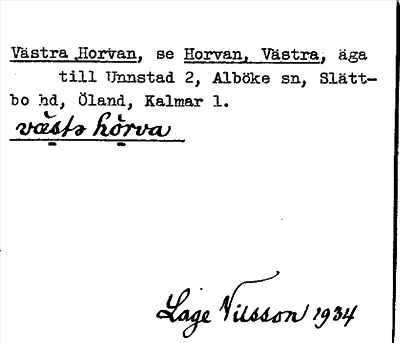 Västra Horvan, se Horvan, Västra, äga
till Unnstad 2, Alböke sn, Slätt-
bo hd, Öland, Kalmar l.
västə hörva
Lage Nilsson 1934